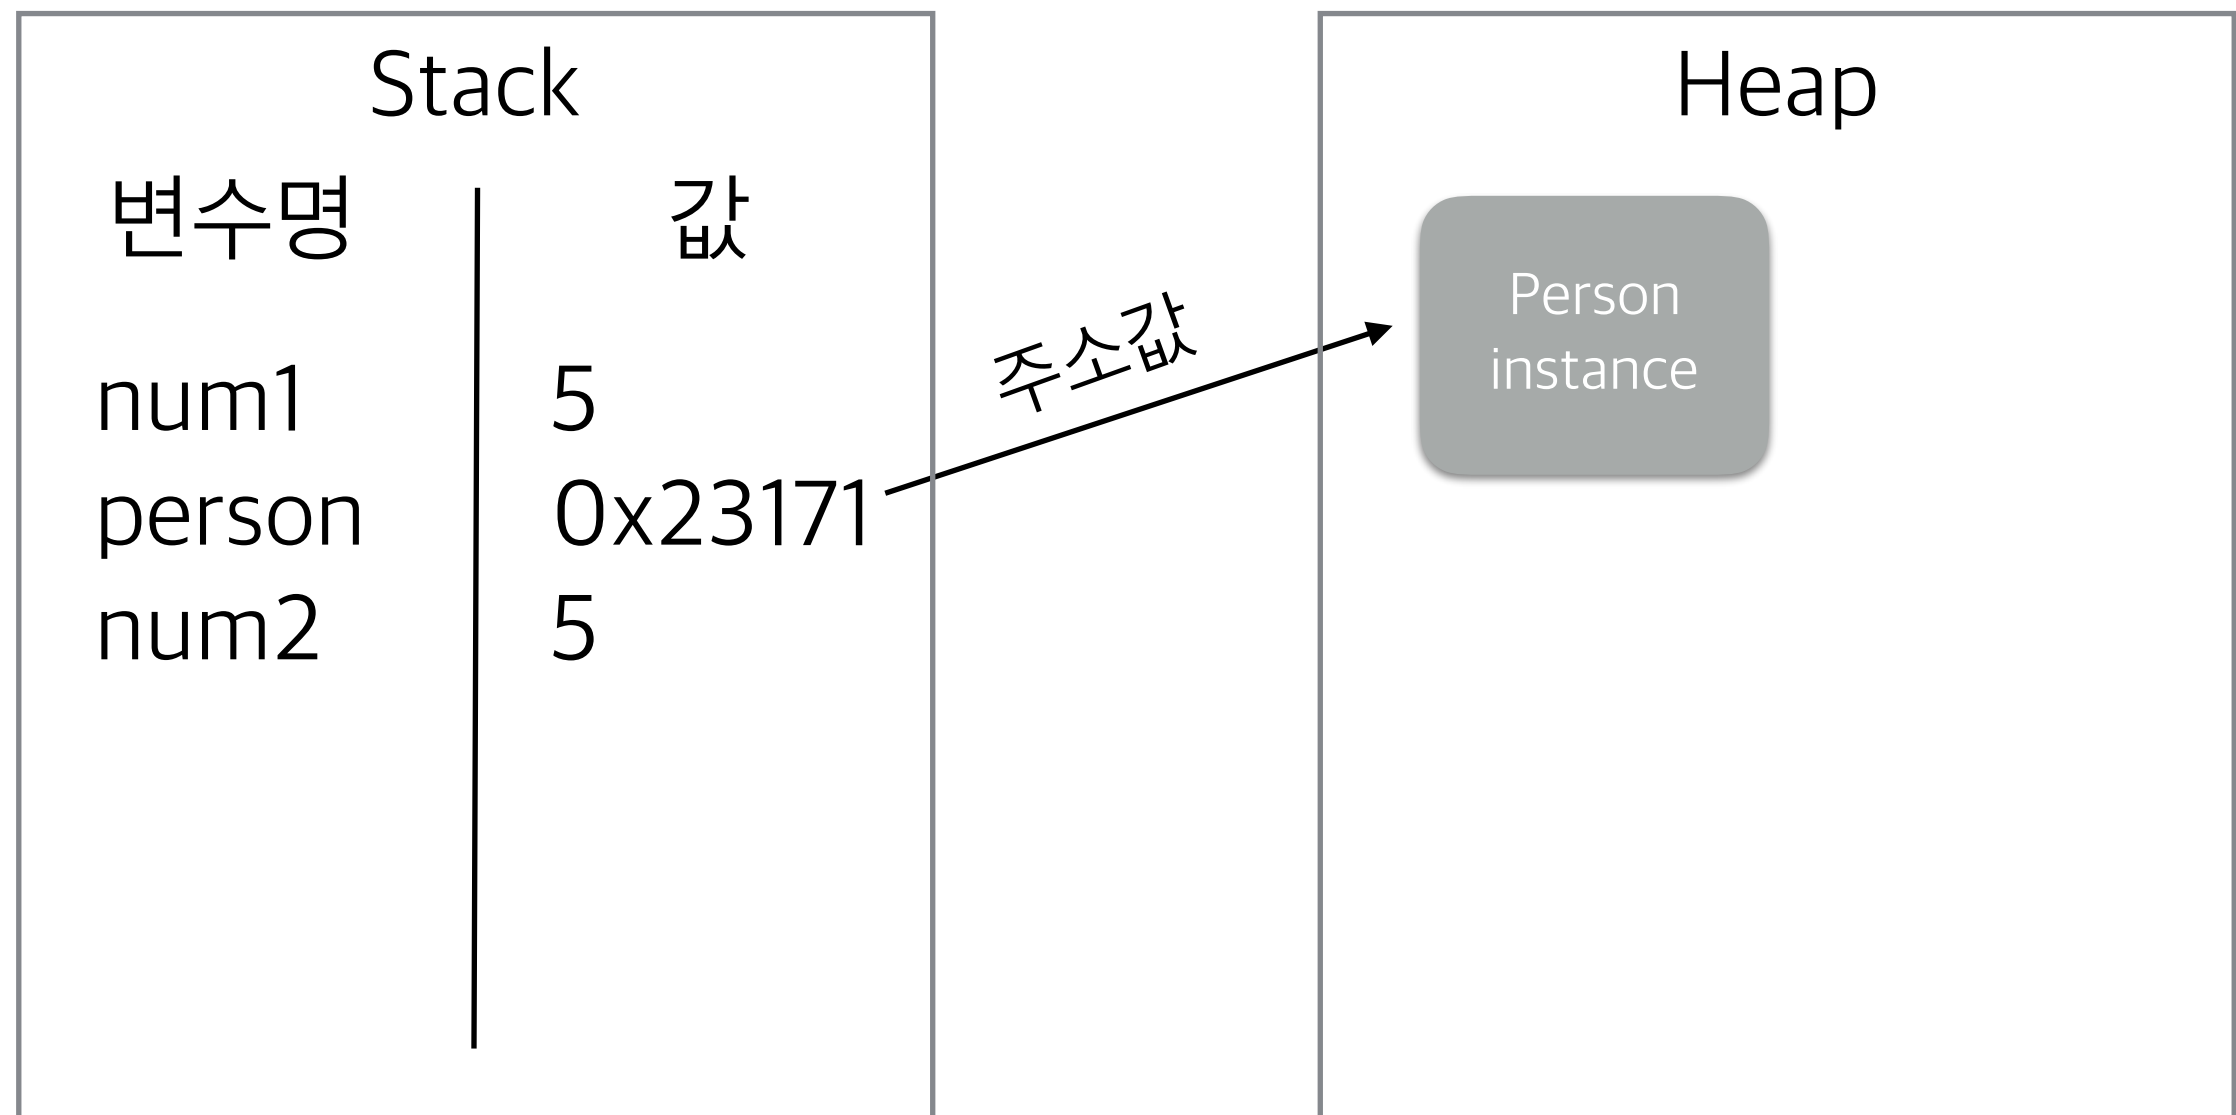 Stack
변수명 값
num1 5
person 0x23171
num2 5
주소값
Heap
Person
instance